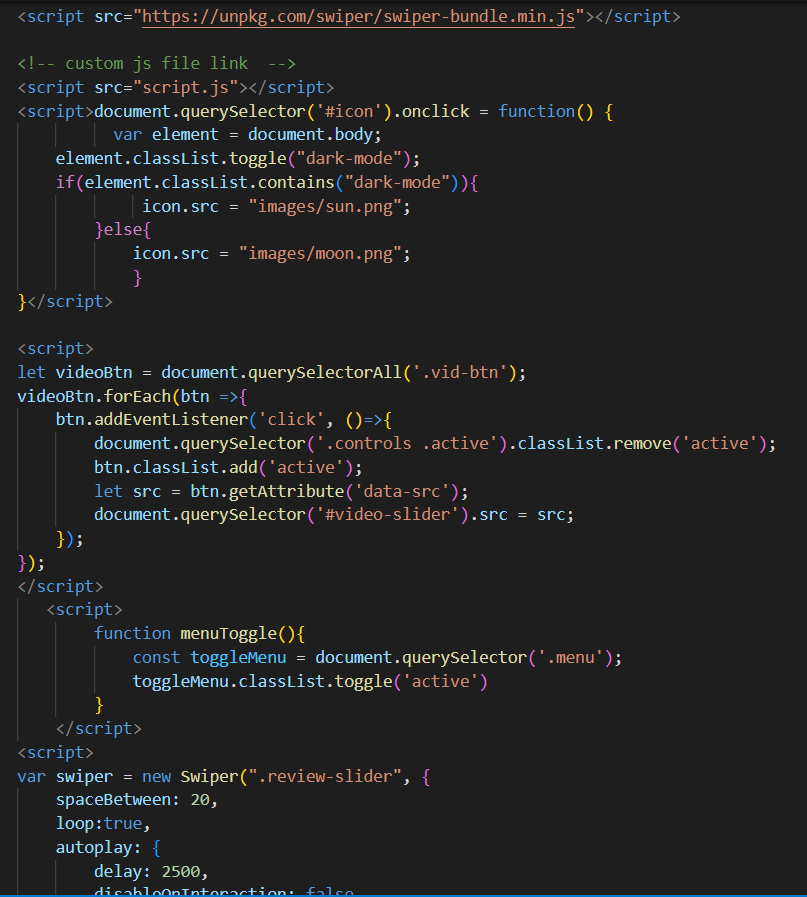 <script src="https://unpkg.com/swiper/swiper-bundle.min.js"></script>
<!-- custom js file link  -->
<script src="script.js"></script>
<script>document.querySelector('#icon').onclick = function() {
var element = document.body;
element.classList.toggle("dark-mode");
if(element.classList.contains("dark-mode")){
icon.src = "images/sun.png";
}else{
icon.src = "images/moon.png";
}
}</script>
<script>
let videoBtn = document.querySelectorAll('.vid-btn');
videoBtn.forEach(btn =>{
btn.addEventListener('click', ()=>{
document.querySelector('.controls .active').classList.remove('active');
btn.classList.add('active');
let src = btn.getAttribute('data-src');
document.querySelector('#video-slider').src = src;
});
});
</script>
<script>
function menuToggle(){
const toggleMenu = document.querySelector('.menu');
toggleMenu.classList.toggle('active')
}
</script>
<script>
var swiper = new Swiper(".review-slider", {
spaceBetween: 20,
loop:true,
autoplay: {
delay: 2500,
disableOnInteraction: false